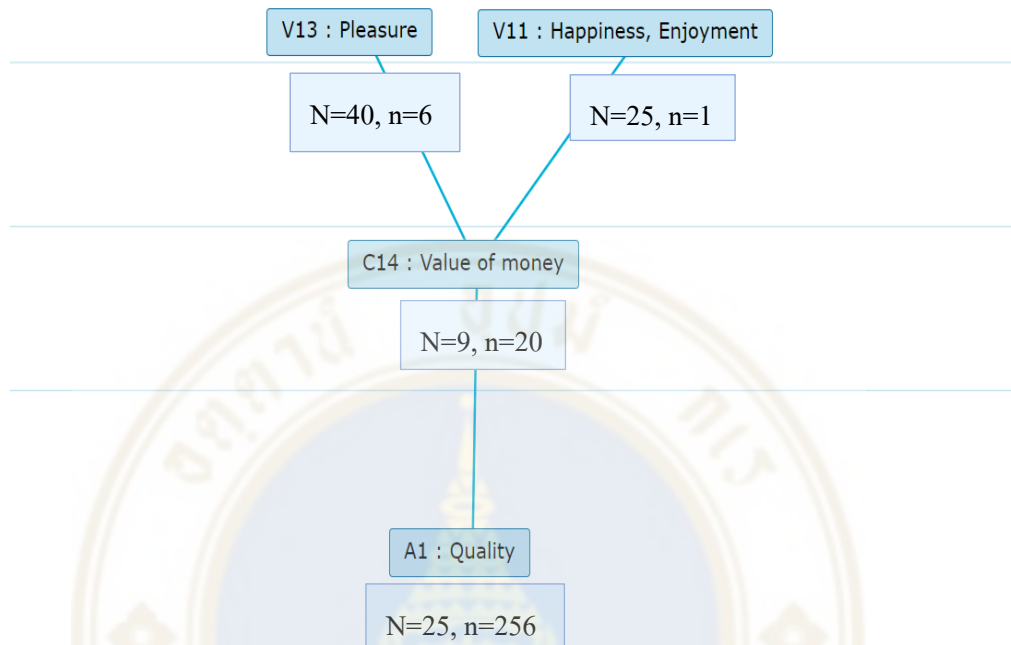 V13 : Pleasure
V11 : Happiness, Enjoyment
N=40, n=6
N=25, n=1
C14 : Value of money
N=9, n=20
A1 : Quality
N=25, n=256